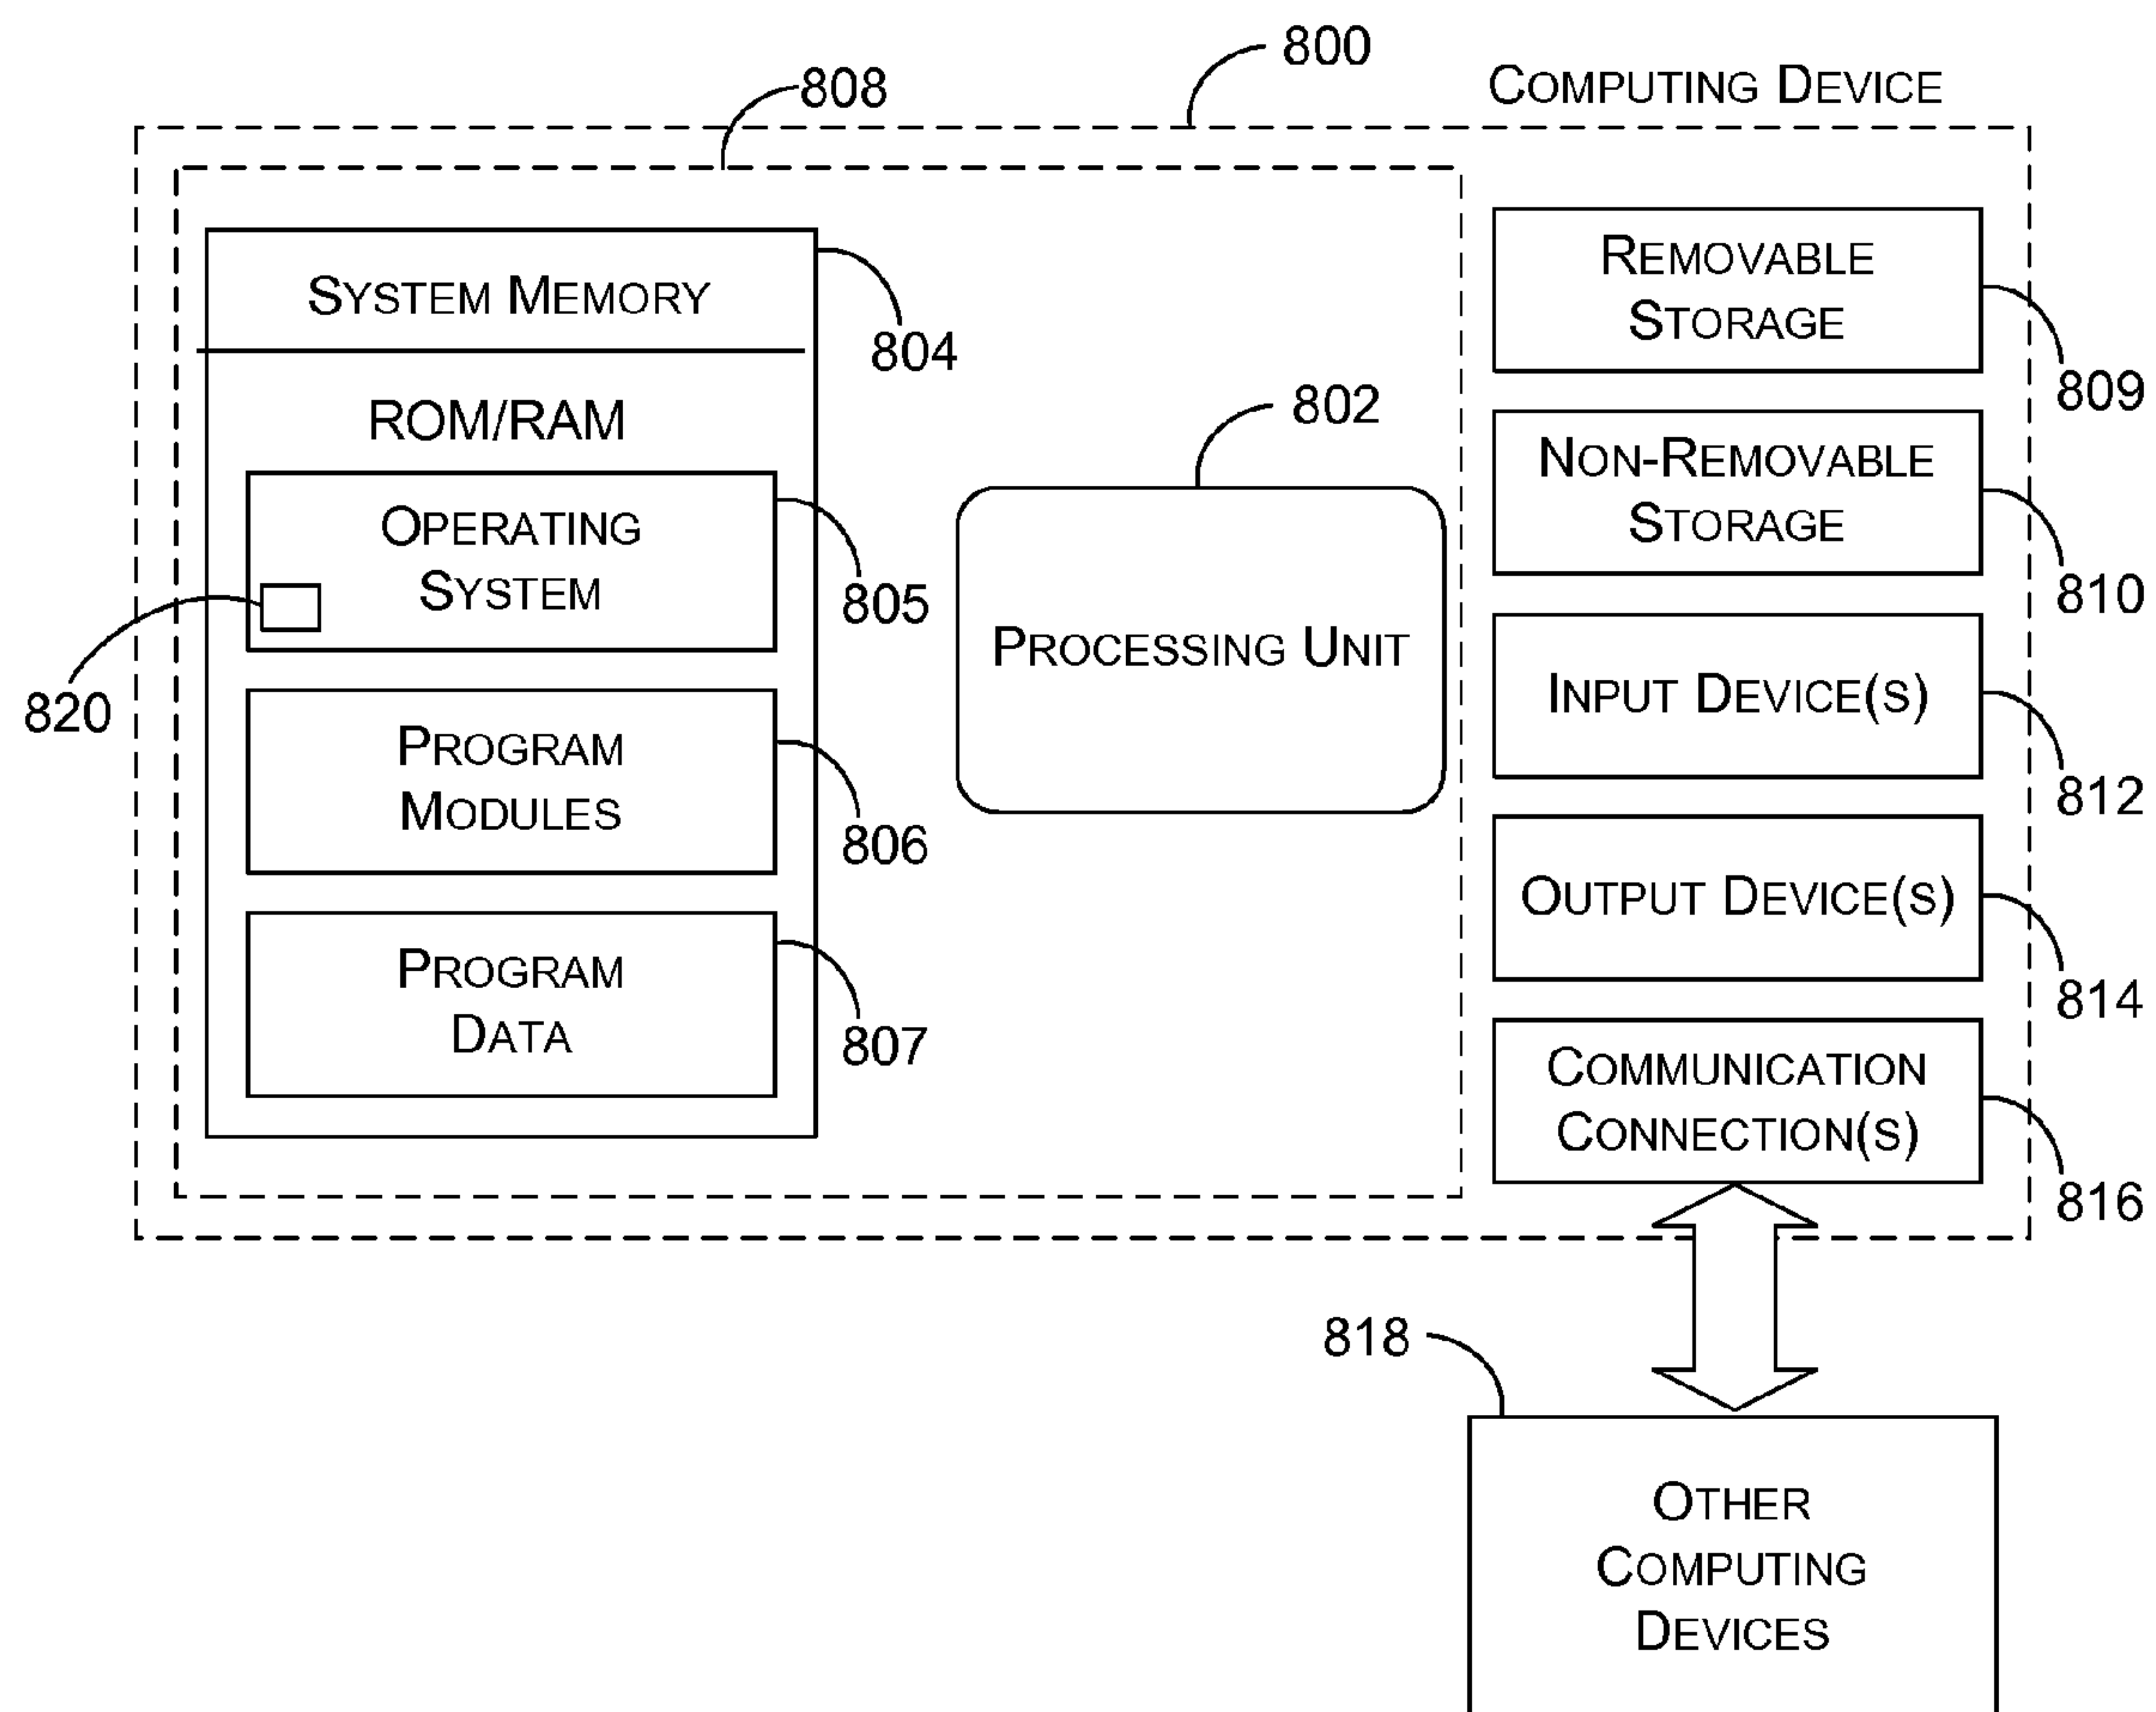 800
COMPUTING DEVICE
808
SYSTEM MEMORY
804
ROM/RAM
OPERATING
SYSTEM
805
820
PROGRAM
MODULES
806
PROGRAM
DATA
807
802
PROCESSING UNIT
REMOVABLE
STORAGE
809
NON-REMOVABLE
STORAGE
810
INPUT DEVICE(S)
812
OUTPUT DEVICE(S)
814
COMMUNICATION
CONNECTION(S)
816
818
OTHER
COMPUTING
DEVICES